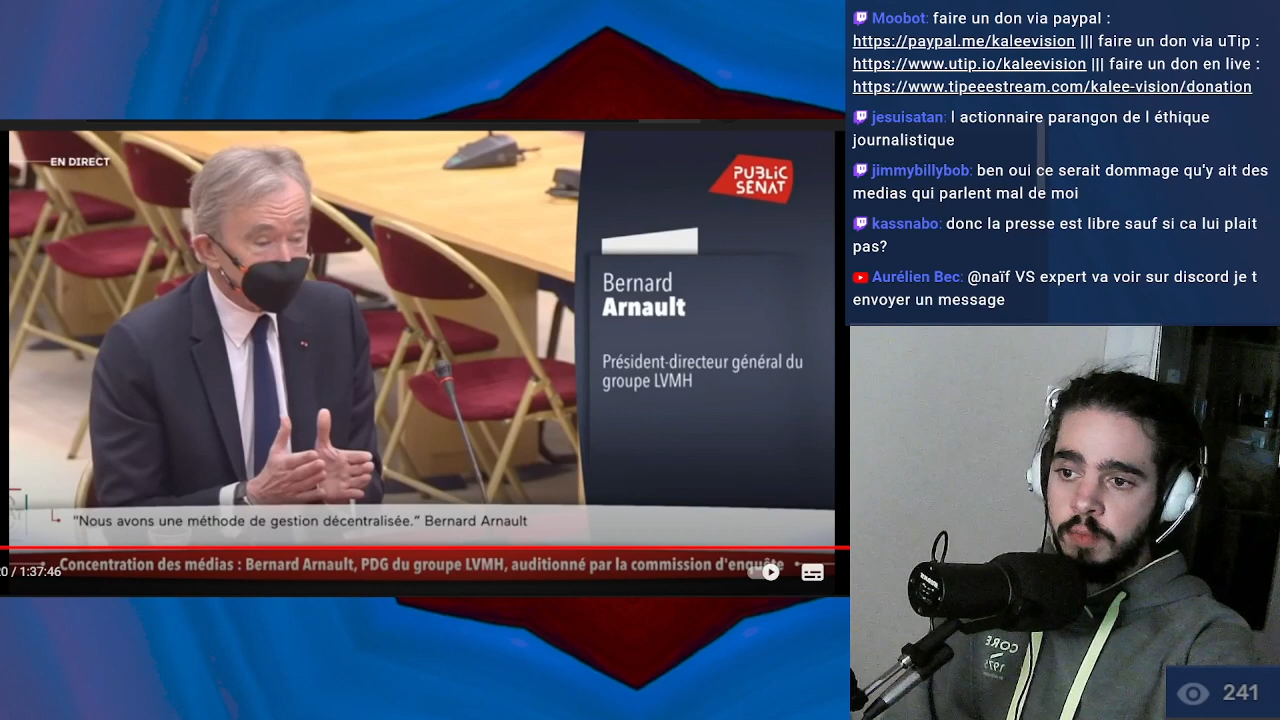 EN DIRECT
PUBLIC
SENAT
Bernard
Arnault
Président-directeur général du
groupe LVMH
"Nous avons une méthode de gestion décentralisée." Bernard Arnault
Concentration des médias : Bernard Arnault, PDG du groupe LVMH, auditionné par la commission d'enquête
0 / 1:37:46
Moobot: faire un don via paypal :
https://paypal.me/kaleevision ||| faire un don via uTip :
https://www.utip.io/kaleevision ||| faire un don en live :
https://www.tipeeestream.com/kalee-vision/donation
jesuisatan: l actionnaire parangon de l éthique
journalistique
jimmybillybob: ben oui ce serait dommage qu'y ait des
medias qui parlent mal de moi
kassnabo: donc la presse est libre sauf si ca lui plait
pas?
Aurélien Bec: @naïf VS expert va voir sur discord je t
envoyer un message
CORE
1975
241